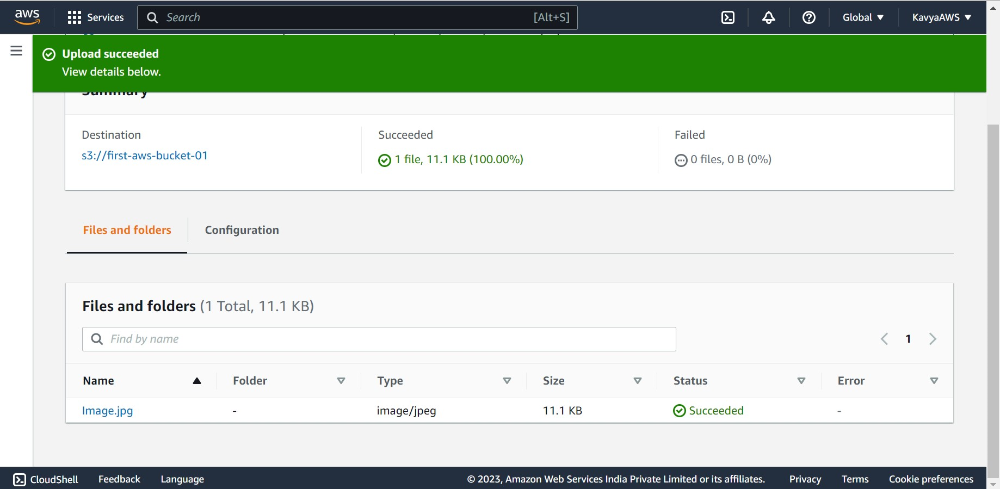 aws
Services
Search [Alt+S]
Global
KavyaAWS
Upload succeeded
View details below.
Summary
Destination
s3://first-aws-bucket-01
Succeeded
1 file, 11.1 KB (100.00%)
Failed
0 files, 0 B (0%)
Files and folders
Configuration
Files and folders (1 Total, 11.1 KB)
Find by name
1
Name Folder Type Size Status Error
Image.jpg - image/jpeg 11.1 KB Succeeded -
CloudShell Feedback Language © 2023, Amazon Web Services India Private Limited or its affiliates. Privacy Terms Cookie preferences